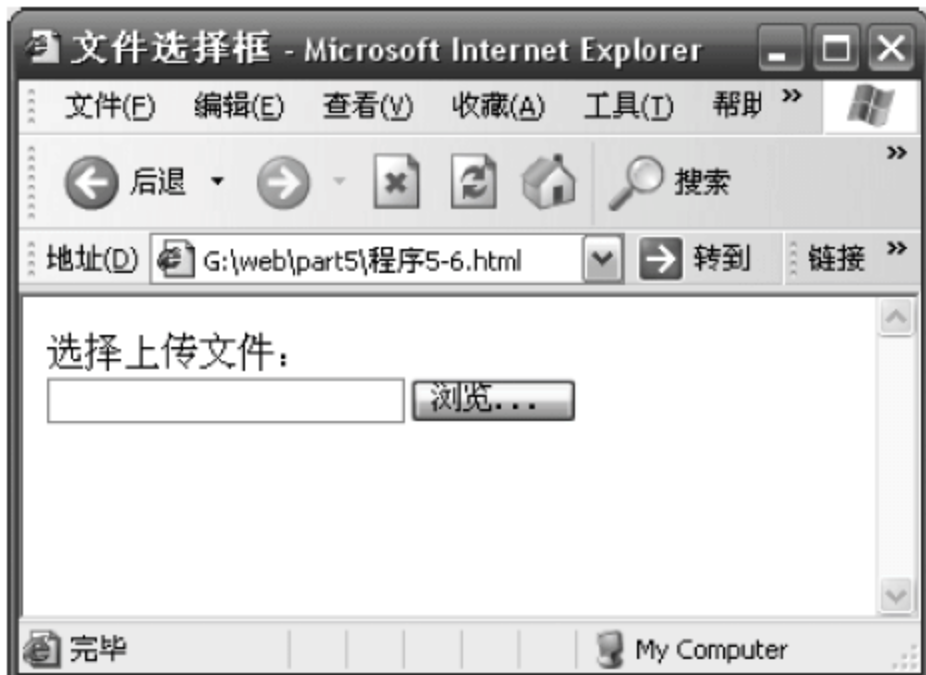 文件选择框 - Microsoft Internet Explorer
文件(F) 编辑(E) 查看(V) 收藏(A) 工具(T) 帮助 »
后退 搜索 »
地址(D) G:\web\part5\程序5-6.html 转到 链接 »
选择上传文件：
浏览...
完毕 My Computer